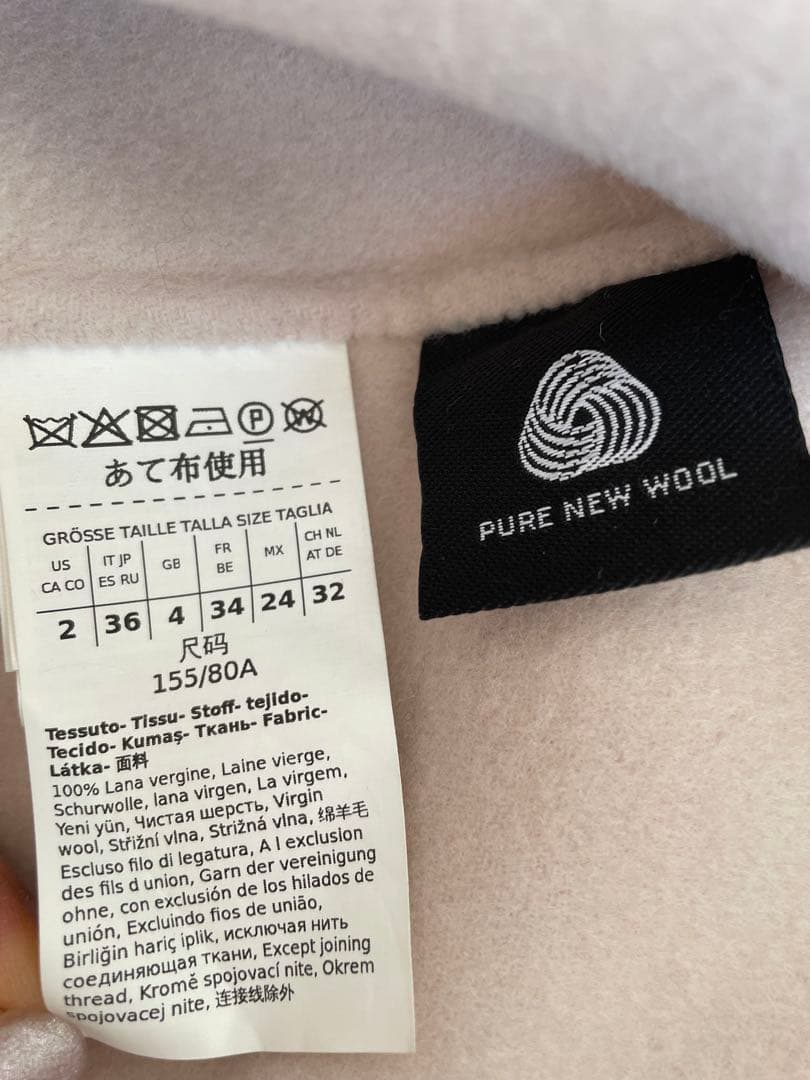 あて布使用
GRÖSSE TAILLE TALLA SIZE TAGLIA
US CA CO
IT JP ES RU
GB
FR BE
MX
CH NL AT DE
2 36 4 34 24 32
尺码
155/80A
Tessuto- Tissu- Stoff- tejido-
Tecido- Kumaş- Ткань- Fabric-
Látka- 面料
100% Lana vergine, Laine vierge,
Schurwolle, lana virgen, La virgem,
Yeni yün, Чистая шерсть, Virgin
wool, Střižní vlna, Strižná vlna, 绵羊毛
Escluso filo di legatura, A l exclusion
des fils d union, Garn der vereinigung
ohne, con exclusión de los hilados de
unión, Excluindo fios de união,
Birliğin hariç iplik, исключая нить
соединяющая ткани, Except joining
thread, Kromě spojovací nite, Okrem
spojovacej nite, 连接线除外
PURE NEW WOOL